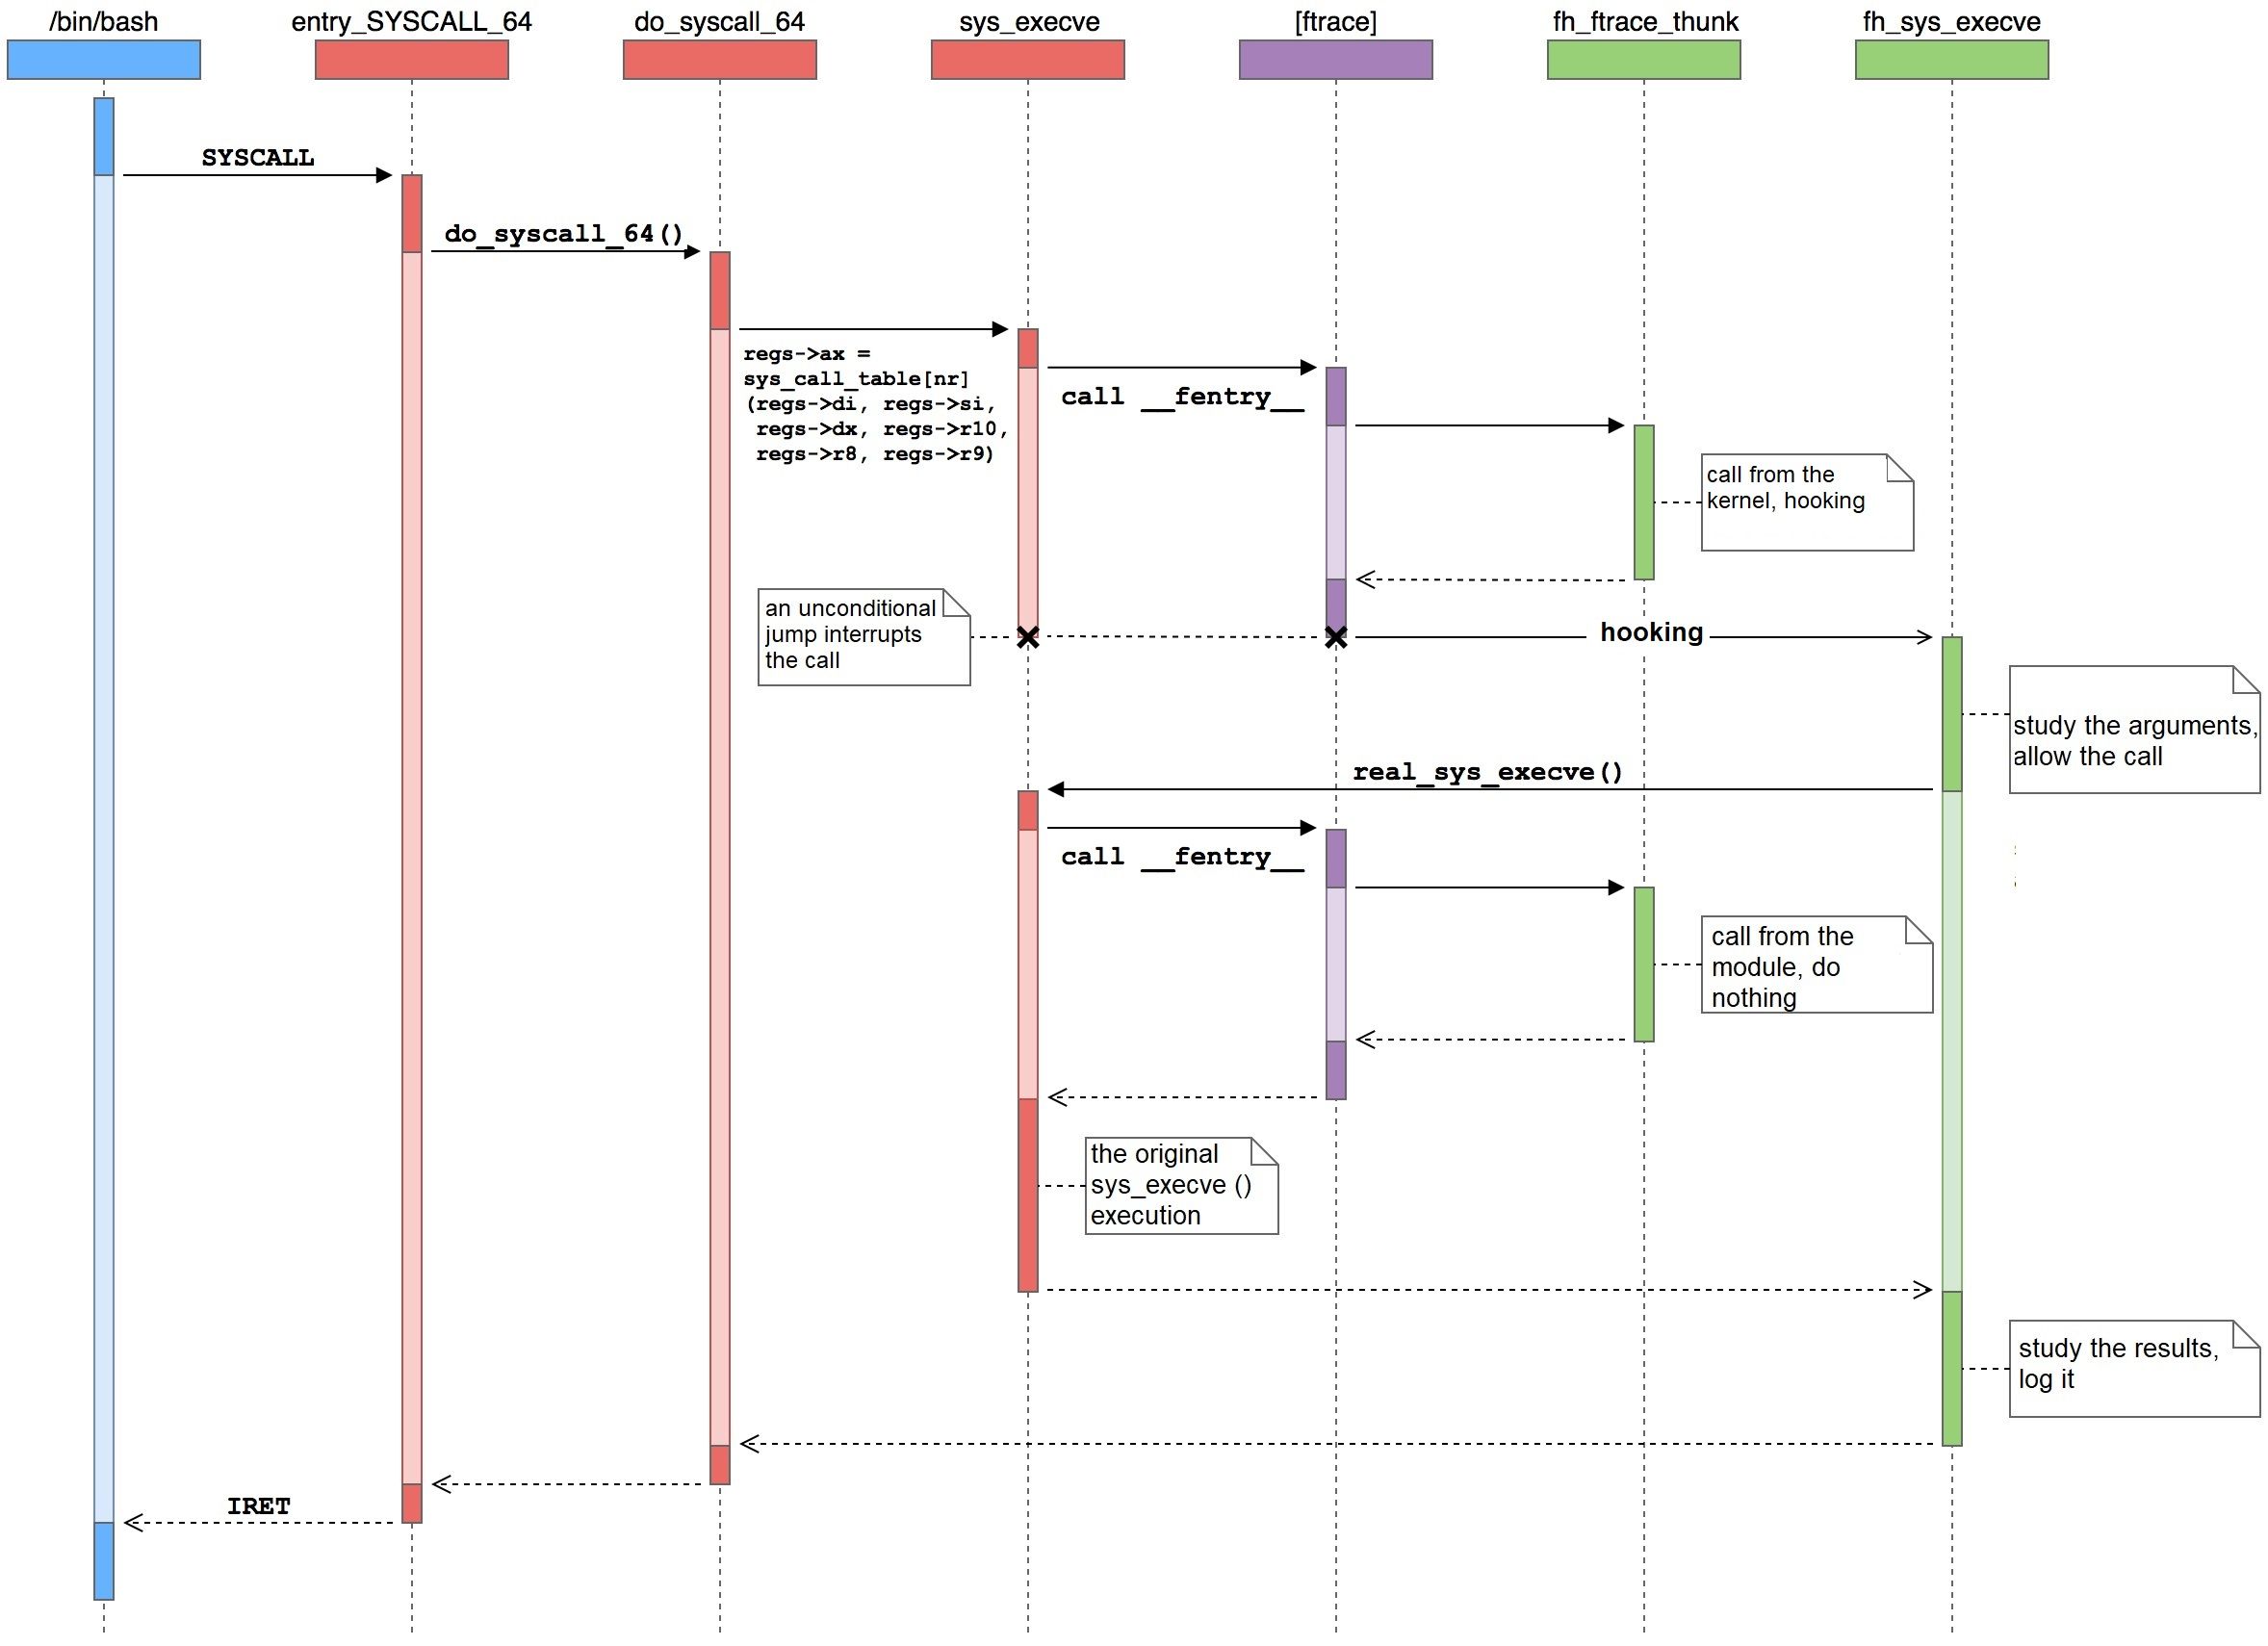 /bin/bash
entry_SYSCALL_64
do_syscall_64
sys_execve
[ftrace]
fh_ftrace_thunk
fh_sys_execve
SYSCALL
do_syscall_64()
regs->ax =
sys_call_table[nr]
(regs->di, regs->si,
regs->dx, regs->r10,
regs->r8, regs->r9)
call __fentry__
call from the
kernel, hooking
an unconditional
jump interrupts
the call
hooking
study the arguments,
allow the call
real_sys_execve()
call __fentry__
call from the
module, do
nothing
the original
sys_execve ()
execution
study the results,
log it
IRET